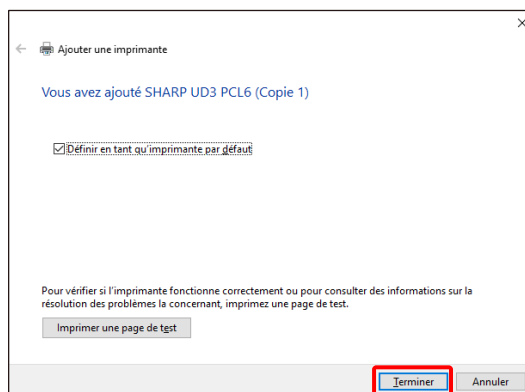 Ajouter une imprimante
Vous avez ajouté SHARP UD3 PCL6 (Copie 1)
Définir en tant qu'imprimante par défaut
Pour vérifier si l'imprimante fonctionne correctement ou pour consulter des informations sur la
résolution des problèmes la concernant, imprimez une page de test.
Imprimer une page de test
Terminer
Annuler